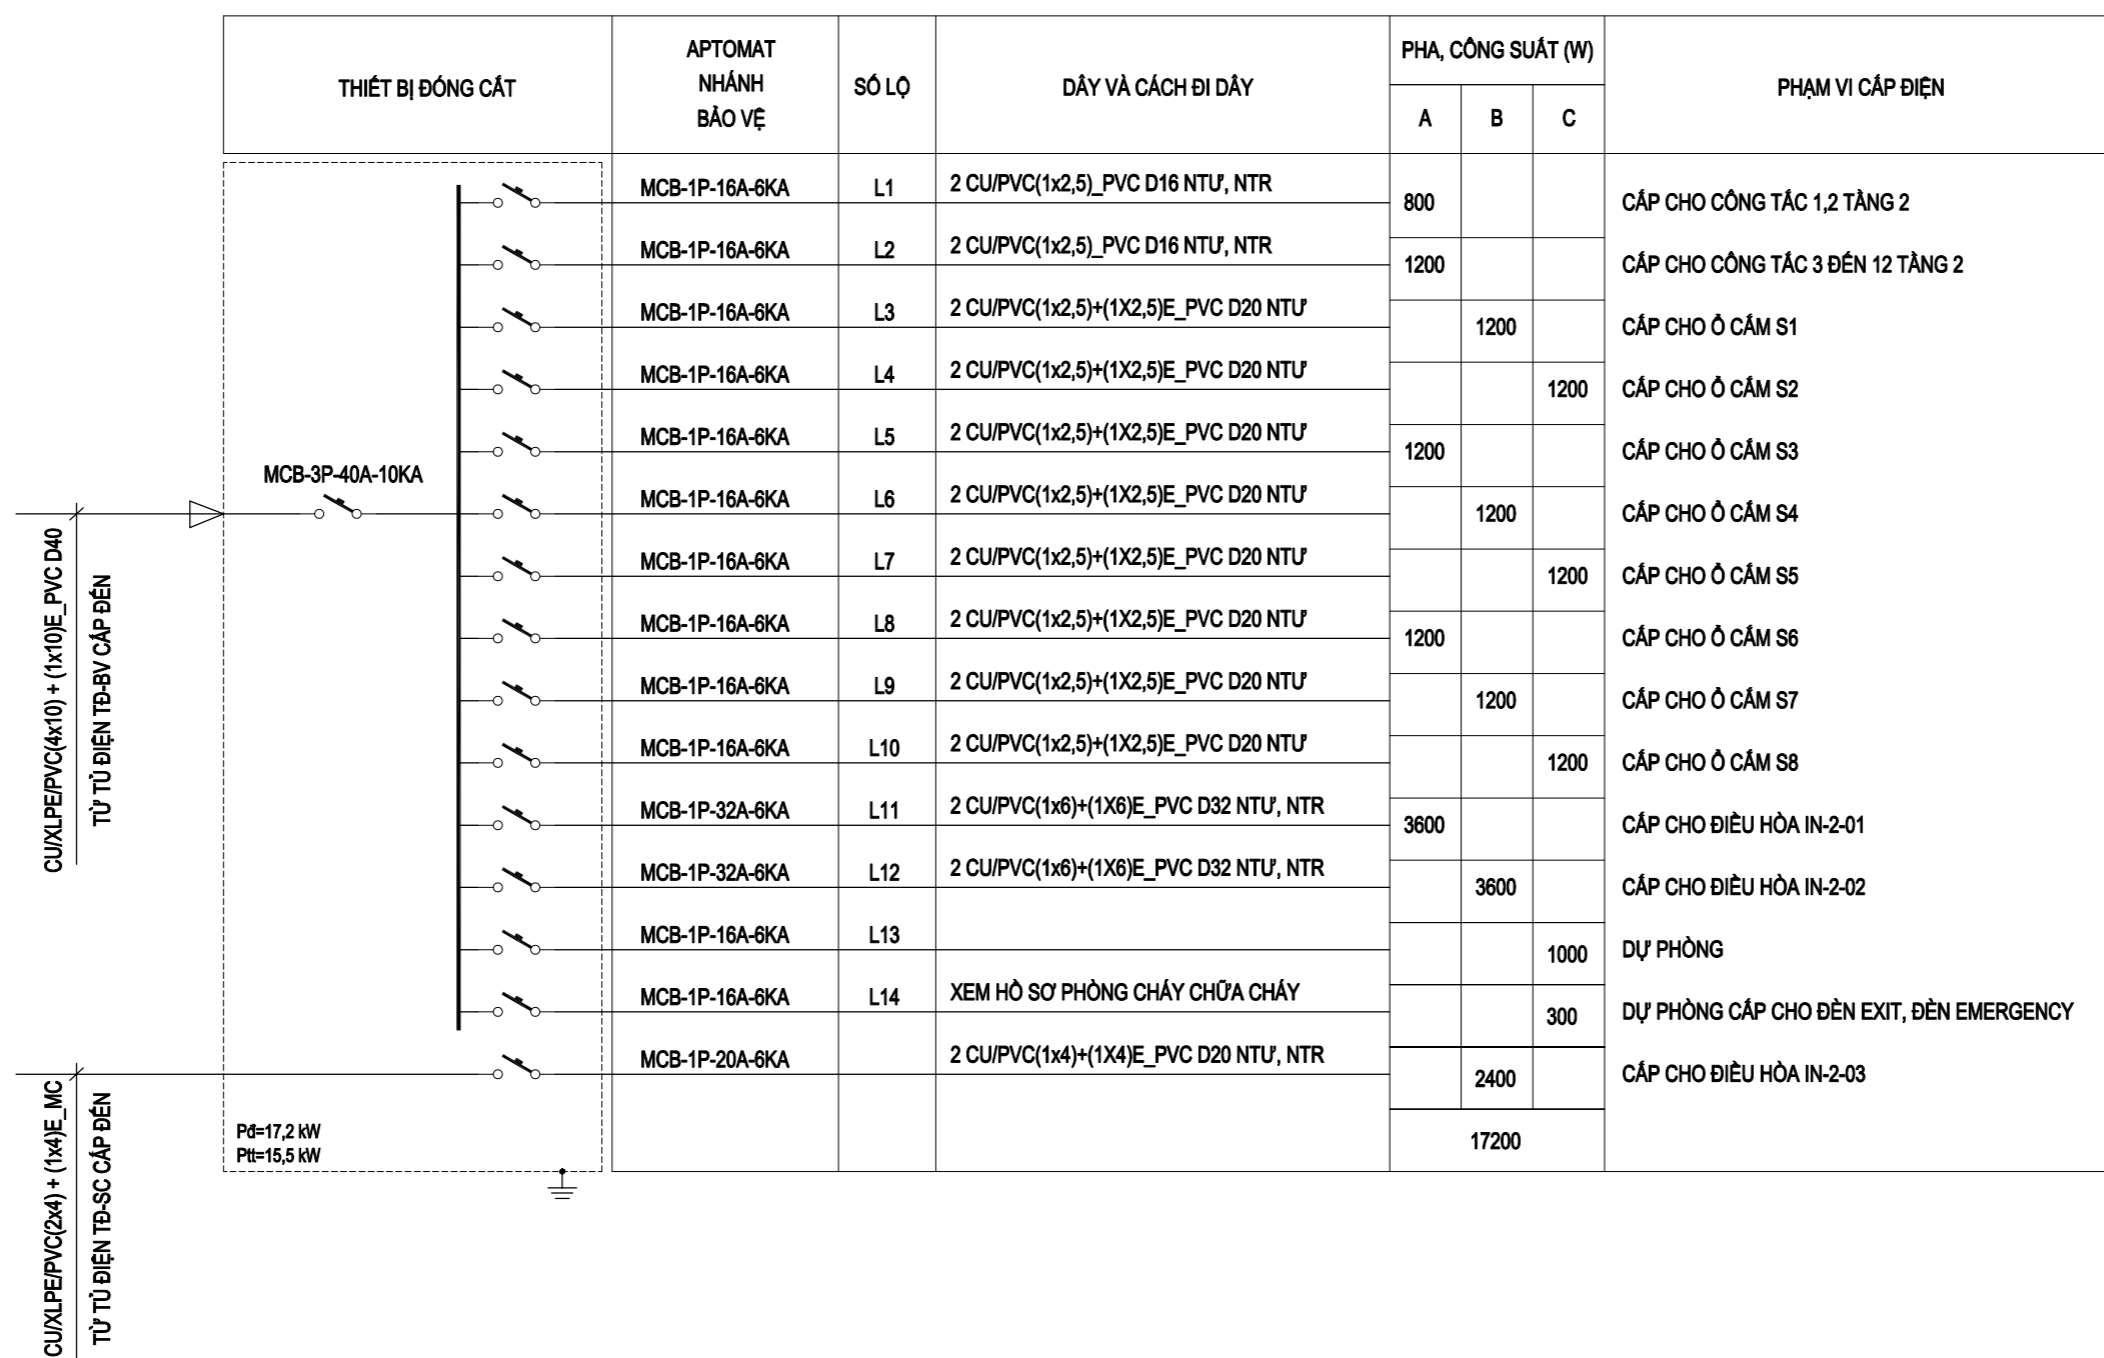 THIẾT BỊ ĐÓNG CẮT
APTOMAT
NHÁNH
BẢO VỆ
SỐ LỘ
DÂY VÀ CÁCH ĐI DÂY
PHA, CÔNG SUẤT (W)
A B C
PHẠM VI CẤP ĐIỆN
MCB-1P-16A-6KA L1 2 CU/PVC(1x2,5)_PVC D16 NTƯ, NTR 800 CẤP CHO CÔNG TẮC 1,2 TẦNG 2
MCB-1P-16A-6KA L2 2 CU/PVC(1x2,5)_PVC D16 NTƯ, NTR 1200 CẤP CHO CÔNG TẮC 3 ĐẾN 12 TẦNG 2
MCB-1P-16A-6KA L3 2 CU/PVC(1x2,5)+(1X2,5)E_PVC D20 NTƯ 1200 CẤP CHO Ổ CẮM S1
MCB-1P-16A-6KA L4 2 CU/PVC(1x2,5)+(1X2,5)E_PVC D20 NTƯ 1200 CẤP CHO Ổ CẮM S2
MCB-1P-16A-6KA L5 2 CU/PVC(1x2,5)+(1X2,5)E_PVC D20 NTƯ 1200 CẤP CHO Ổ CẮM S3
MCB-3P-40A-10KA
MCB-1P-16A-6KA L6 2 CU/PVC(1x2,5)+(1X2,5)E_PVC D20 NTƯ 1200 CẤP CHO Ổ CẮM S4
MCB-1P-16A-6KA L7 2 CU/PVC(1x2,5)+(1X2,5)E_PVC D20 NTƯ 1200 CẤP CHO Ổ CẮM S5
MCB-1P-16A-6KA L8 2 CU/PVC(1x2,5)+(1X2,5)E_PVC D20 NTƯ 1200 CẤP CHO Ổ CẮM S6
MCB-1P-16A-6KA L9 2 CU/PVC(1x2,5)+(1X2,5)E_PVC D20 NTƯ 1200 CẤP CHO Ổ CẮM S7
MCB-1P-16A-6KA L10 2 CU/PVC(1x2,5)+(1X2,5)E_PVC D20 NTƯ 1200 CẤP CHO Ổ CẮM S8
MCB-1P-32A-6KA L11 2 CU/PVC(1x6)+(1X6)E_PVC D32 NTƯ, NTR 3600 CẤP CHO ĐIỀU HÒA IN-2-01
MCB-1P-32A-6KA L12 2 CU/PVC(1x6)+(1X6)E_PVC D32 NTƯ, NTR 3600 CẤP CHO ĐIỀU HÒA IN-2-02
MCB-1P-16A-6KA L13 1000 DỰ PHÒNG
MCB-1P-16A-6KA L14 XEM HỒ SƠ PHÒNG CHÁY CHỮA CHÁY 300 DỰ PHÒNG CẤP CHO ĐÈN EXIT, ĐÈN EMERGENCY
MCB-1P-20A-6KA 2 CU/PVC(1x4)+(1X4)E_PVC D20 NTƯ, NTR 2400 CẤP CHO ĐIỀU HÒA IN-2-03
17200
Pđ=17,2 kW
Ptt=15,5 kW
CU/XLPE/PVC(4x10) + (1x10)E_PVC D40
TỪ TỦ ĐIỆN TĐ-BV CẤP ĐẾN
CU/XLPE/PVC(2x4) + (1x4)E_MC
TỪ TỦ ĐIỆN TĐ-SC CẤP ĐẾN